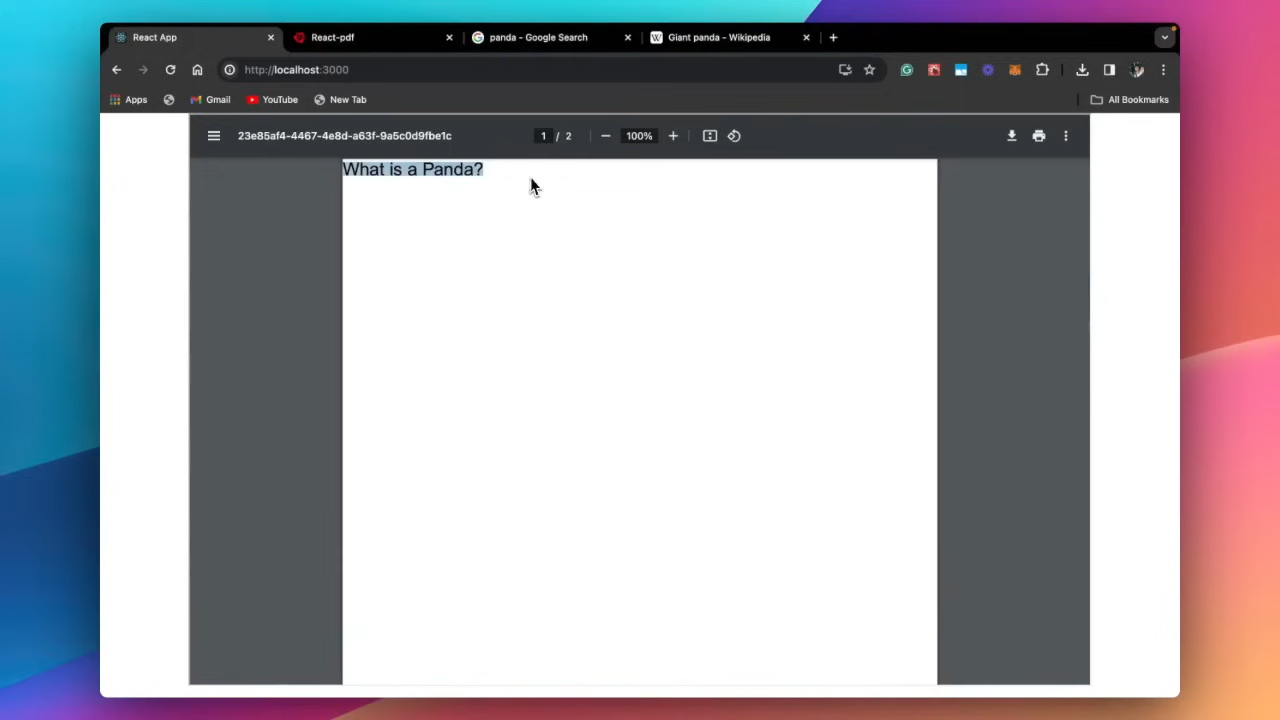 React App
React-pdf
panda - Google Search
Giant panda - Wikipedia
http://localhost:3000
Apps
Gmail
YouTube
New Tab
All Bookmarks
23e85af4-4467-4e8d-a63f-9a5c0d9fbe1c
1 / 2
100%
What is a Panda?